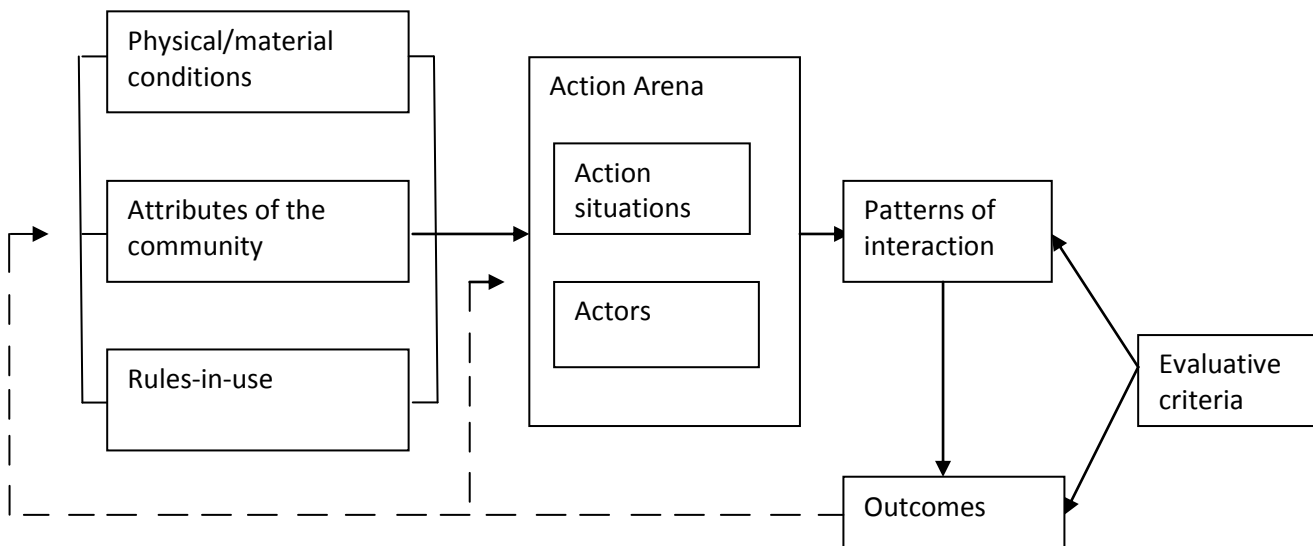 Physical/material
conditions
Attributes of the
community
Rules-in-use
Action Arena
Action
situations
Actors
Patterns of
interaction
Outcomes
Evaluative
criteria